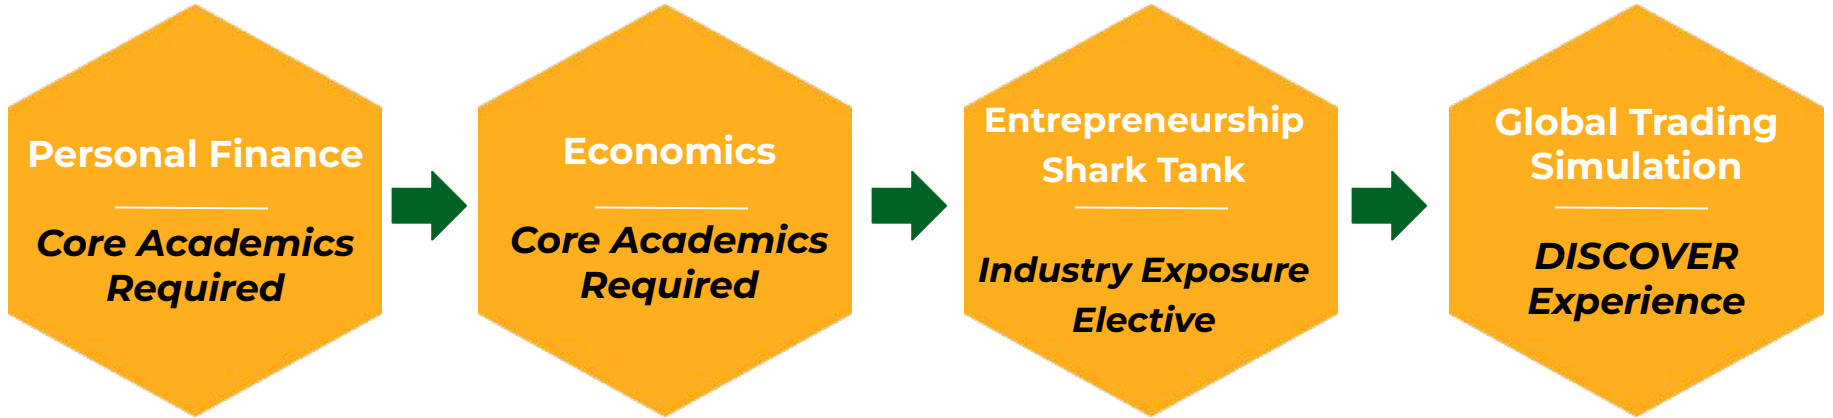 Personal Finance
Core Academics
Required
Economics
Core Academics
Required
Entrepreneurship
Shark Tank
Industry Exposure
Elective
Global Trading
Simulation
DISCOVER
Experience